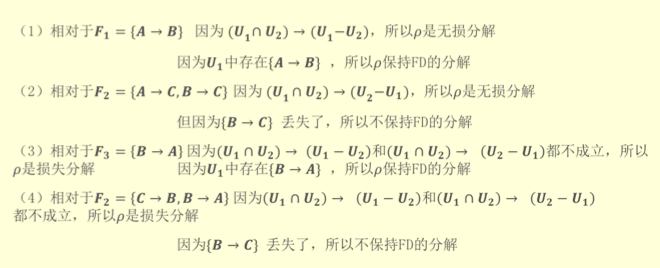 （1）相对于F₁ = {A → B} 因为 (U₁∩ U₂) → (U₁−U₂)，所以ρ是无损分解
因为U₁中存在{A → B} ，所以ρ保持FD的分解
（2）相对于F₂ = {A → C, B → C} 因为 (U₁∩ U₂) → (U₂−U₁)，所以ρ是无损分解
但因为{B → C} 丢失了，所以不保持FD的分解
（3）相对于F₃ = {B → A} 因为(U₁ ∩ U₂) → (U₁ − U₂)和(U₁ ∩ U₂) → (U₂ − U₁)都不成立，所以
ρ是损失分解 因为U₁中存在{B → A} ，所以ρ保持FD的分解
（4）相对于F₂ = {C → B, B → A} 因为(U₁ ∩ U₂) → (U₁ − U₂)和(U₁ ∩ U₂) → (U₂ − U₁)
都不成立，所以ρ是损失分解
因为{B → C} 丢失了，所以不保持FD的分解